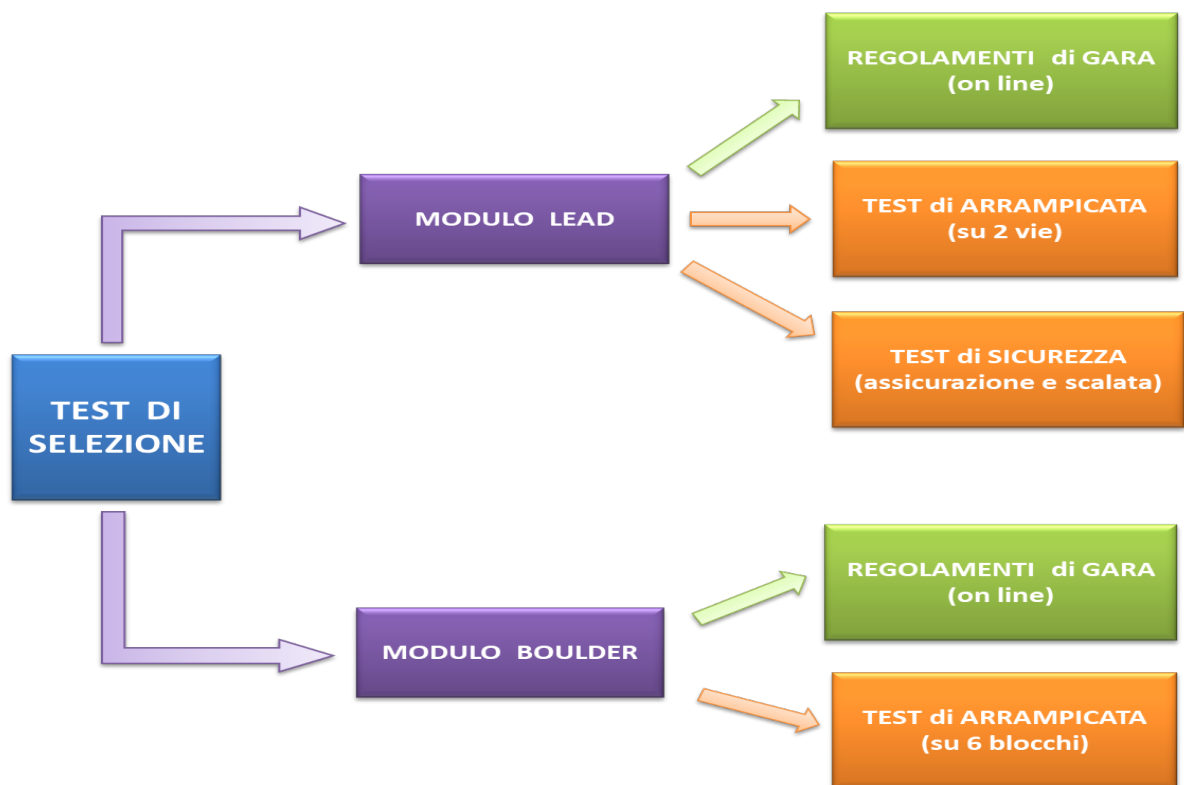 TEST DI
SELEZIONE
MODULO LEAD
REGOLAMENTI di GARA
(on line)
TEST di ARRAMPICATA
(su 2 vie)
TEST di SICUREZZA
(assicurazione e scalata)
MODULO BOULDER
REGOLAMENTI di GARA
(on line)
TEST di ARRAMPICATA
(su 6 blocchi)